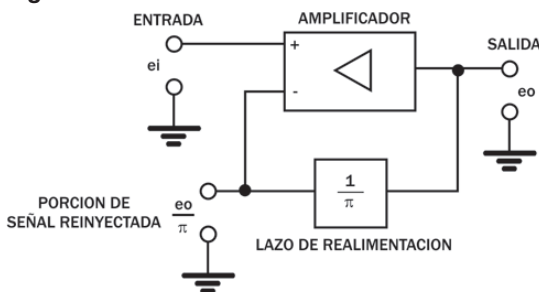 ENTRADA
AMPLIFICADOR
SALIDA
+
ei
-
eo
PORCION DE
SEÑAL REINYECTADA
eo
π
1
π
LAZO DE REALIMENTACION